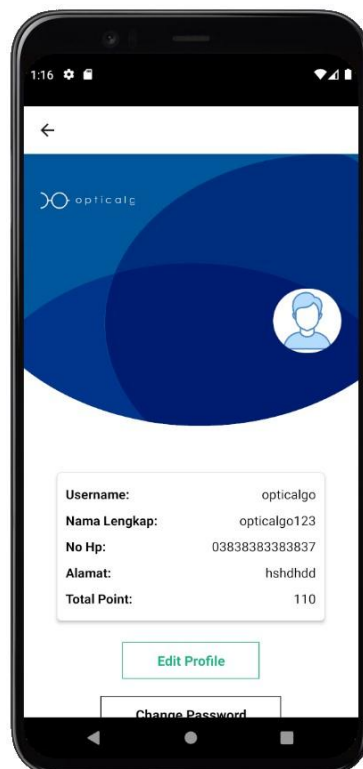 1:16
opticalg
Username: opticalgo
Nama Lengkap: opticalgo123
No Hp: 03838383383837
Alamat: hshdhdd
Total Point: 110
Edit Profile
Change Password